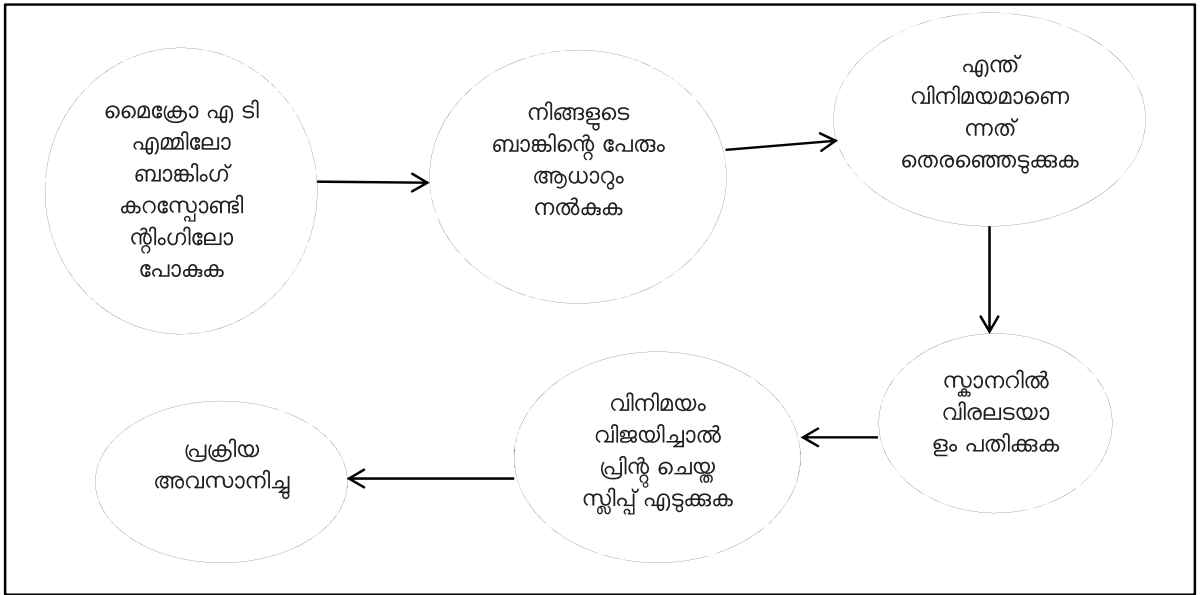 മൈക്രോ എ ടി
എമ്മിലോ
ബാങ്കിംഗ്
കറസ്പോണ്ടി
ന്റിംഗിലോ
പോകുക
നിങ്ങളുടെ
ബാങ്കിന്റെ പേരും
ആധാറും
നൽകുക
എന്ത്
വിനിമയമാണെ
ന്നത്
തെരഞ്ഞെടുക്കുക
സ്കാനറിൽ
വിരലടയാ
ളം പതിക്കുക
വിനിമയം
വിജയിച്ചാൽ
പ്രിന്റു ചെയ്ത
സ്ലിപ്പ് എടുക്കുക
പ്രക്രിയ
അവസാനിച്ചു